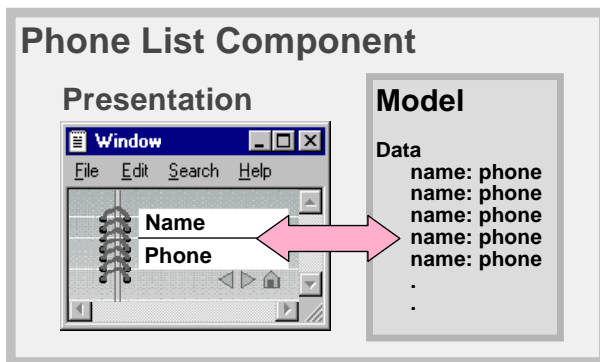 Phone List Component
Presentation
Window
File Edit Search Help
Name
Phone
Model
Data
name: phone
name: phone
name: phone
name: phone
name: phone
.
.